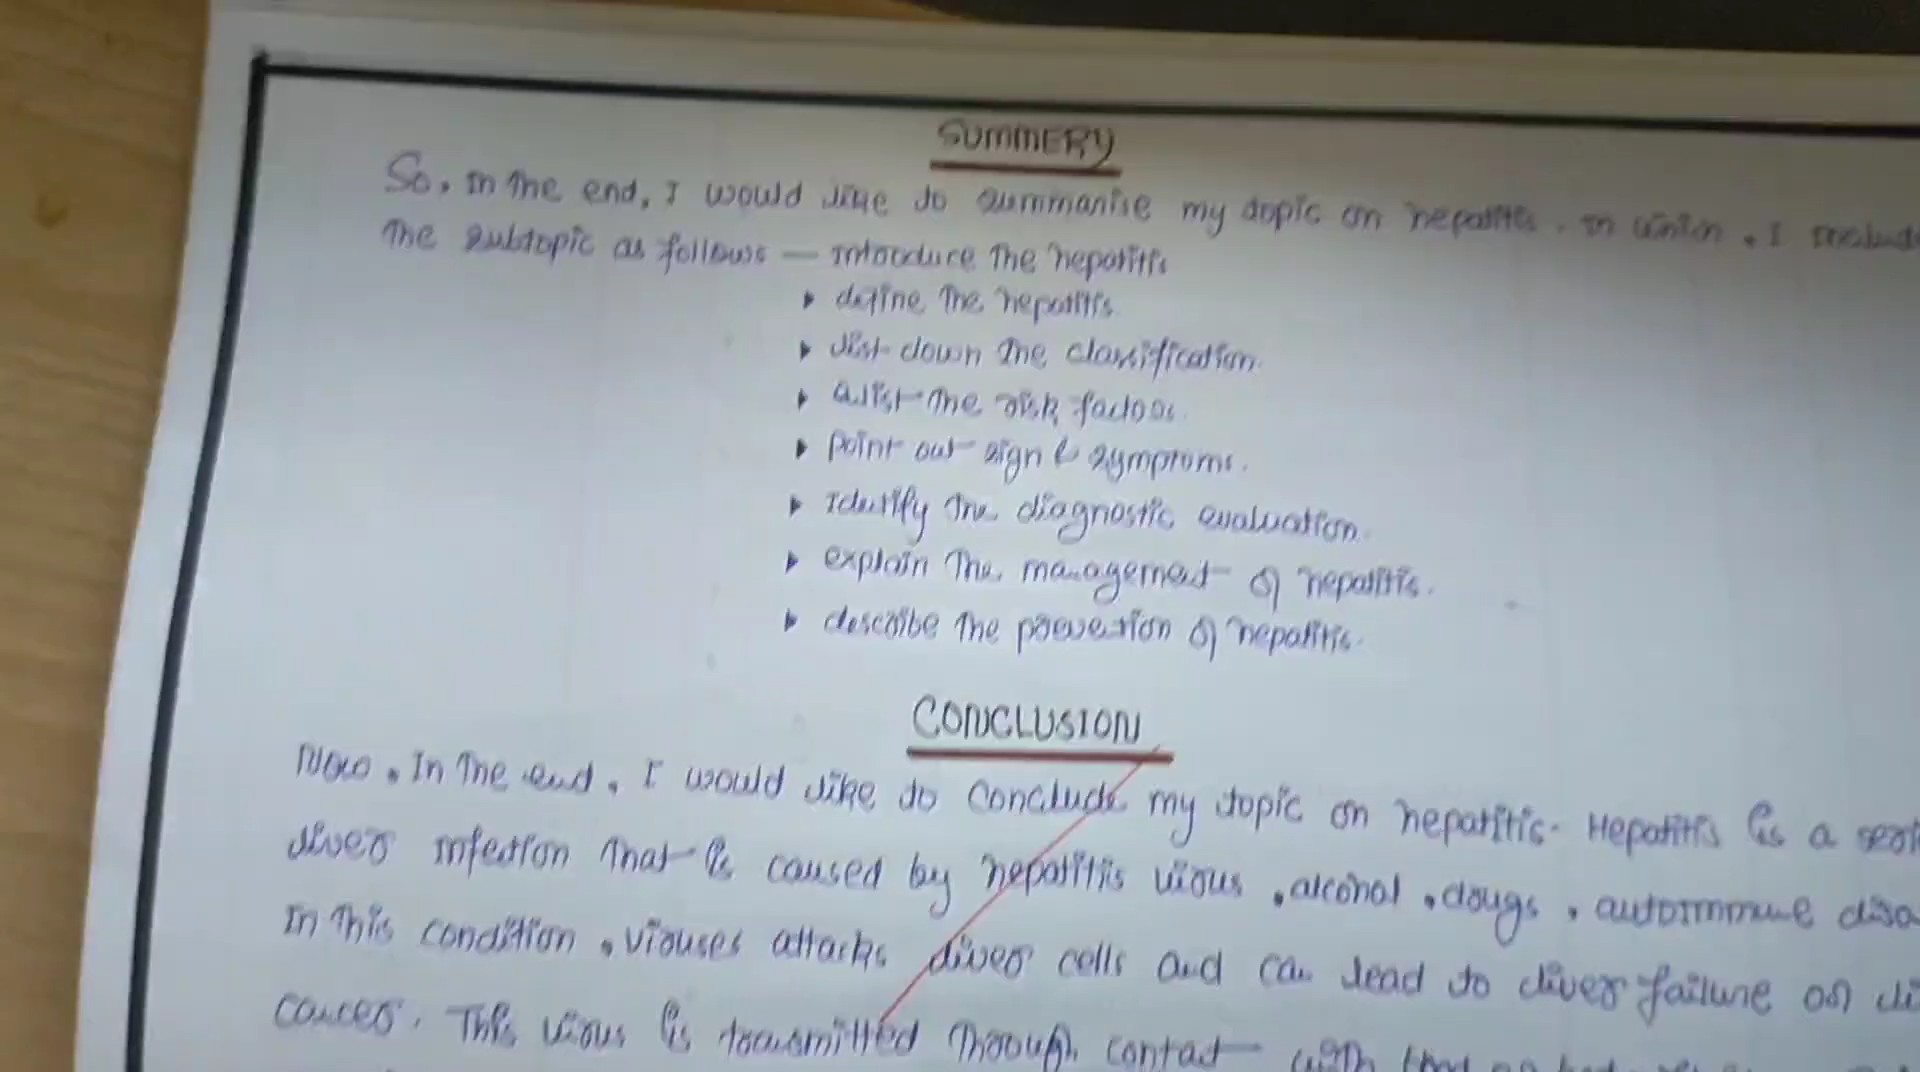 SUMMERY
So, in the end, I would like to summarise my topic on hepatitis. In which, I include
the subtopic as follows — introduce the hepatitis
▸ define the hepatitis.
▸ list down the classification.
▸ alist the risk factors.
▸ point out sign & symptoms.
▸ identify the diagnostic evaluation.
▸ explain the management of hepatitis.
▸ describe the prevention of hepatitis.
CONCLUSION
Now, In the end, I would like to conclude my topic on hepatitis. Hepatitis is a
liver infection that is caused by hepatitis virus, alcohol, drugs, autoimmune
In this condition, viruses attacks liver cells and can lead to liver failure or
cancer. This virus is transmitted through contact with